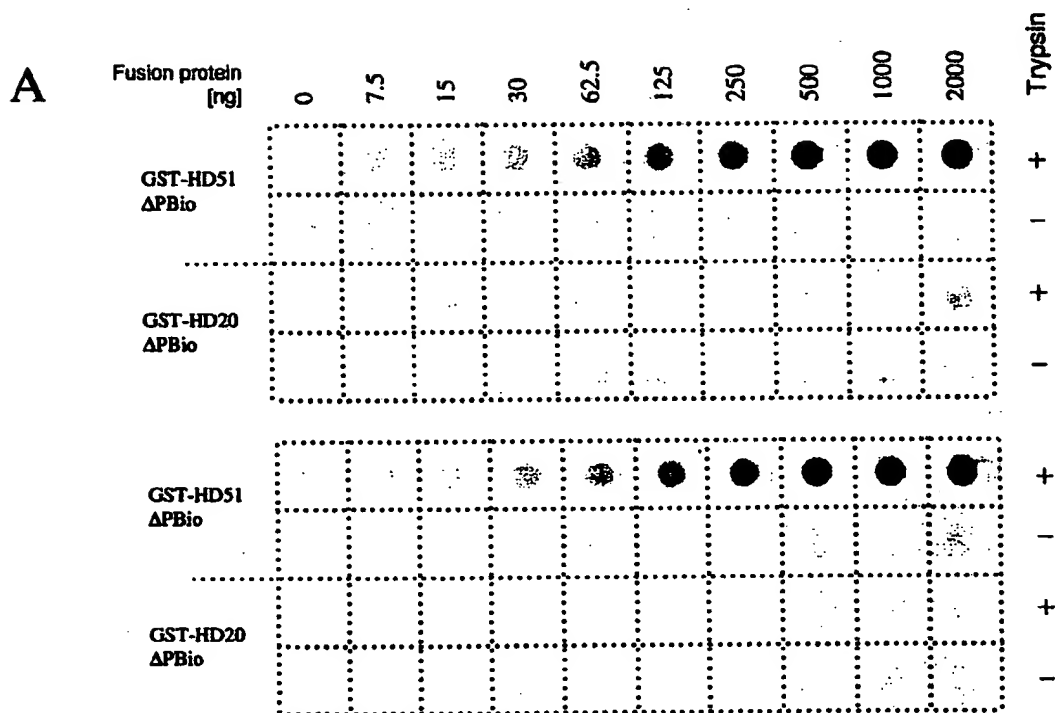 A
Fusion protein
[ng]
0 7.5 15 30 62.5 125 250 500 1000 2000
Trypsin
GST-HD51
ΔPBio
+
−
GST-HD20
ΔPBio
+
−
GST-HD51
ΔPBio
+
−
GST-HD20
ΔPBio
+
−